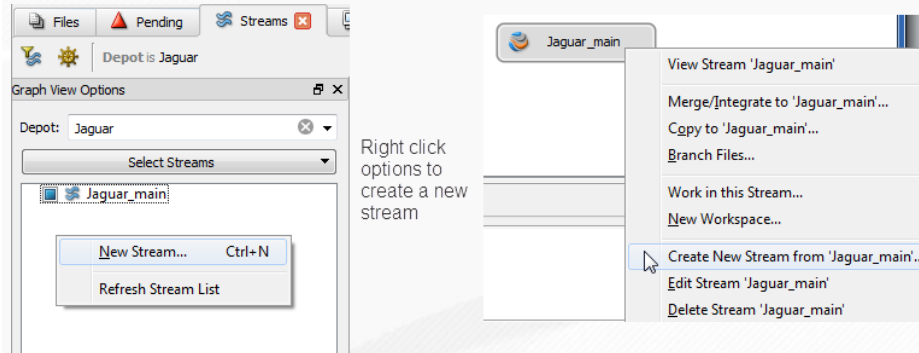 Files
Pending
Streams
Depot is Jaguar
Graph View Options
Depot: Jaguar
Select Streams
Jaguar_main
New Stream... Ctrl+N
Refresh Stream List
Right click
options to
create a new
stream
Jaguar_main
View Stream 'Jaguar_main'
Merge/Integrate to 'Jaguar_main'...
Copy to 'Jaguar_main'...
Branch Files...
Work in this Stream...
New Workspace...
Create New Stream from 'Jaguar_main'..
Edit Stream 'Jaguar_main'
Delete Stream 'Jaguar_main'